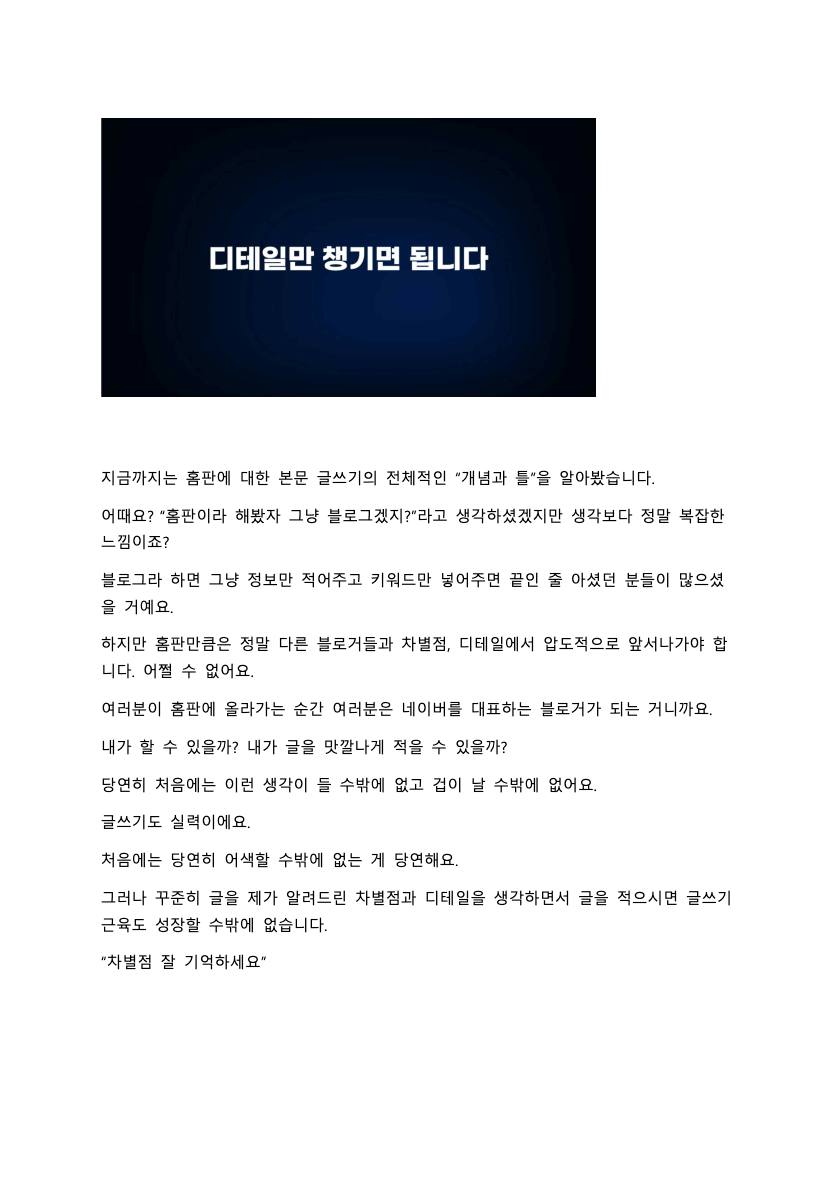 디테일만 챙기면 됩니다
지금까지는 홈판에 대한 본문 글쓰기의 전체적인 “개념과 틀”을 알아봤습니다.
어때요? “홈판이라 해봤자 그냥 블로그겠지?”라고 생각하셨겠지만 생각보다 정말 복잡한
느낌이죠?
블로그라 하면 그냥 정보만 적어주고 키워드만 넣어주면 끝인 줄 아셨던 분들이 많으셨
을 거예요.
하지만 홈판만큼은 정말 다른 블로거들과 차별점, 디테일에서 압도적으로 앞서나가야 합
니다. 어쩔 수 없어요.
여러분이 홈판에 올라가는 순간 여러분은 네이버를 대표하는 블로거가 되는 거니까요.
내가 할 수 있을까? 내가 글을 맛깔나게 적을 수 있을까?
당연히 처음에는 이런 생각이 들 수밖에 없고 겁이 날 수밖에 없어요.
글쓰기도 실력이에요.
처음에는 당연히 어색할 수밖에 없는 게 당연해요.
그러나 꾸준히 글을 제가 알려드린 차별점과 디테일을 생각하면서 글을 적으시면 글쓰기
근육도 성장할 수밖에 없습니다.
“차별점 잘 기억하세요”